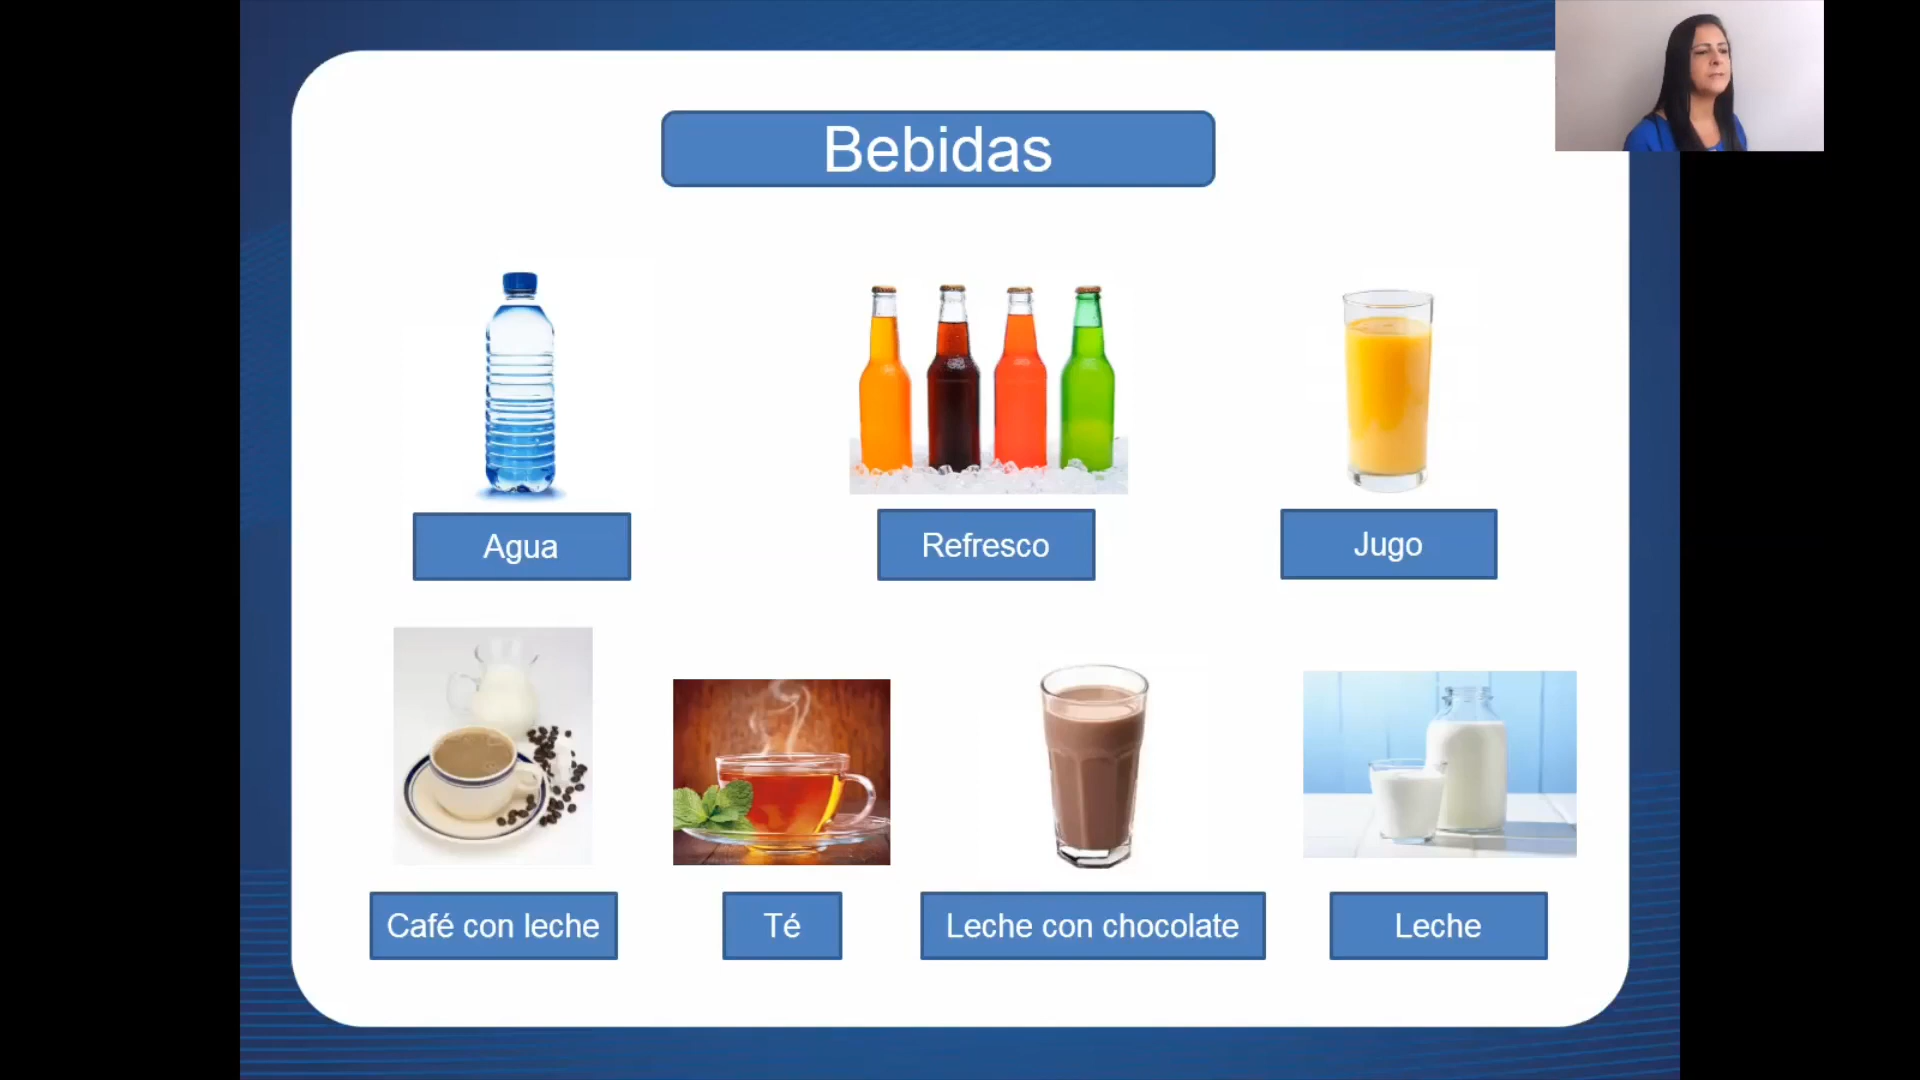 Bebidas
Agua
Refresco
Jugo
Café con leche
Té
Leche con chocolate
Leche